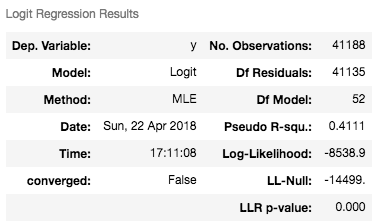 Logit Regression Results
Dep. Variable: y No. Observations: 41188
Model: Logit Df Residuals: 41135
Method: MLE Df Model: 52
Date: Sun, 22 Apr 2018 Pseudo R-squ.: 0.4111
Time: 17:11:08 Log-Likelihood: -8538.9
converged: False LL-Null: -14499.
LLR p-value: 0.000